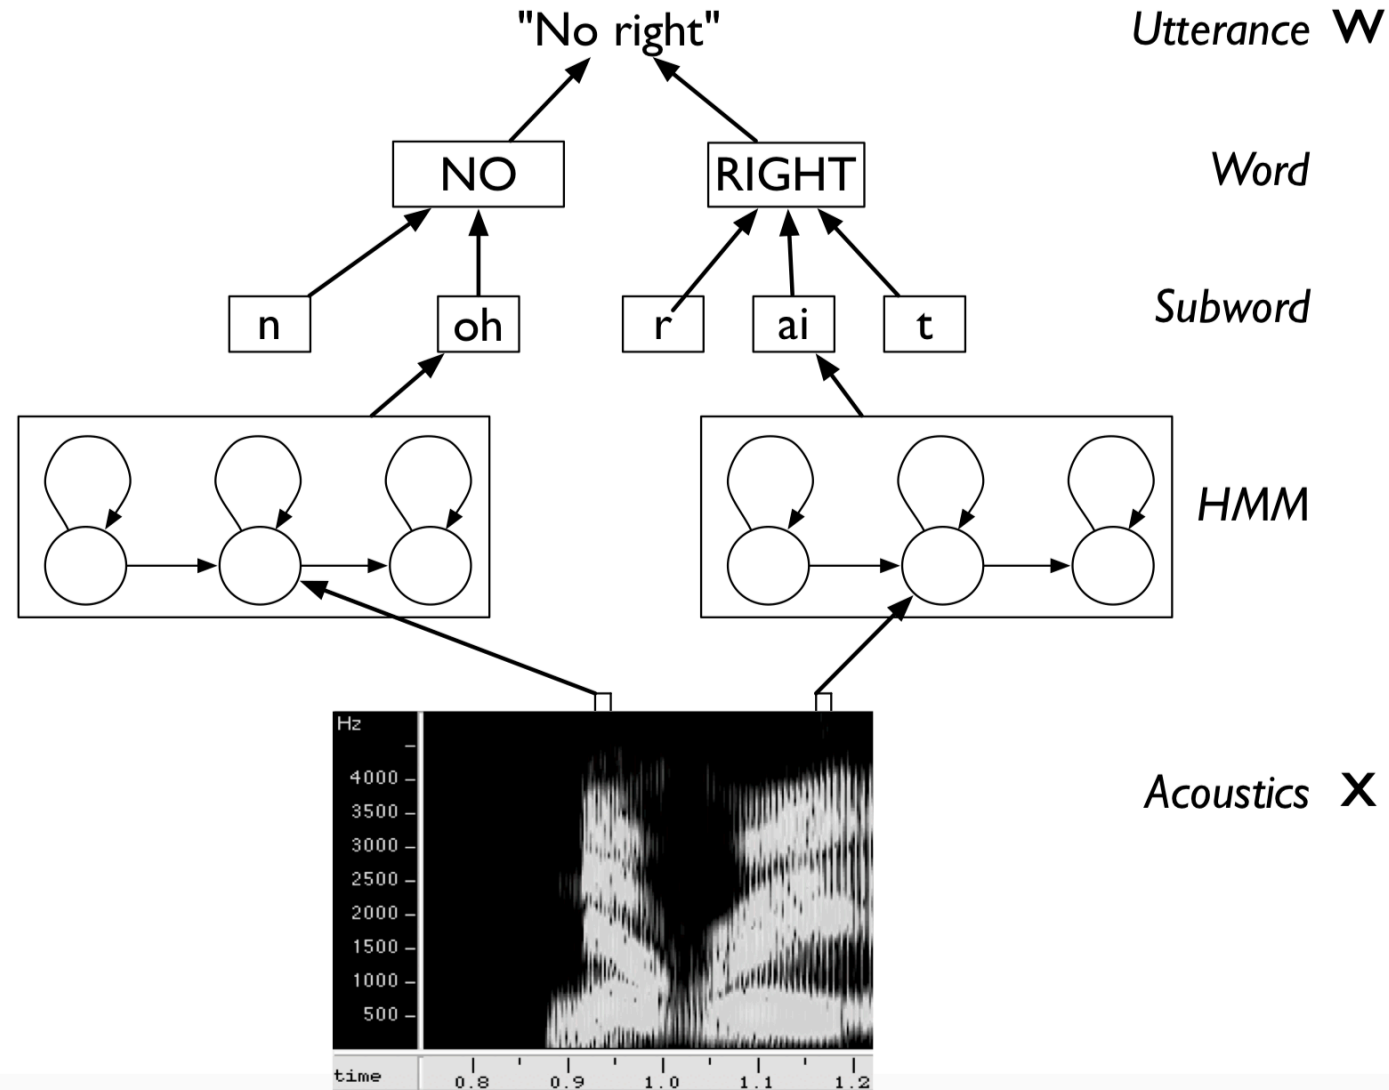 "No right" Utterance W
NO RIGHT Word
n oh r ai t Subword
HMM
Hz
4000
3500
3000
2500
2000
1500
1000
500
Acoustics X
time 0.8 0.9 1.0 1.1 1.2